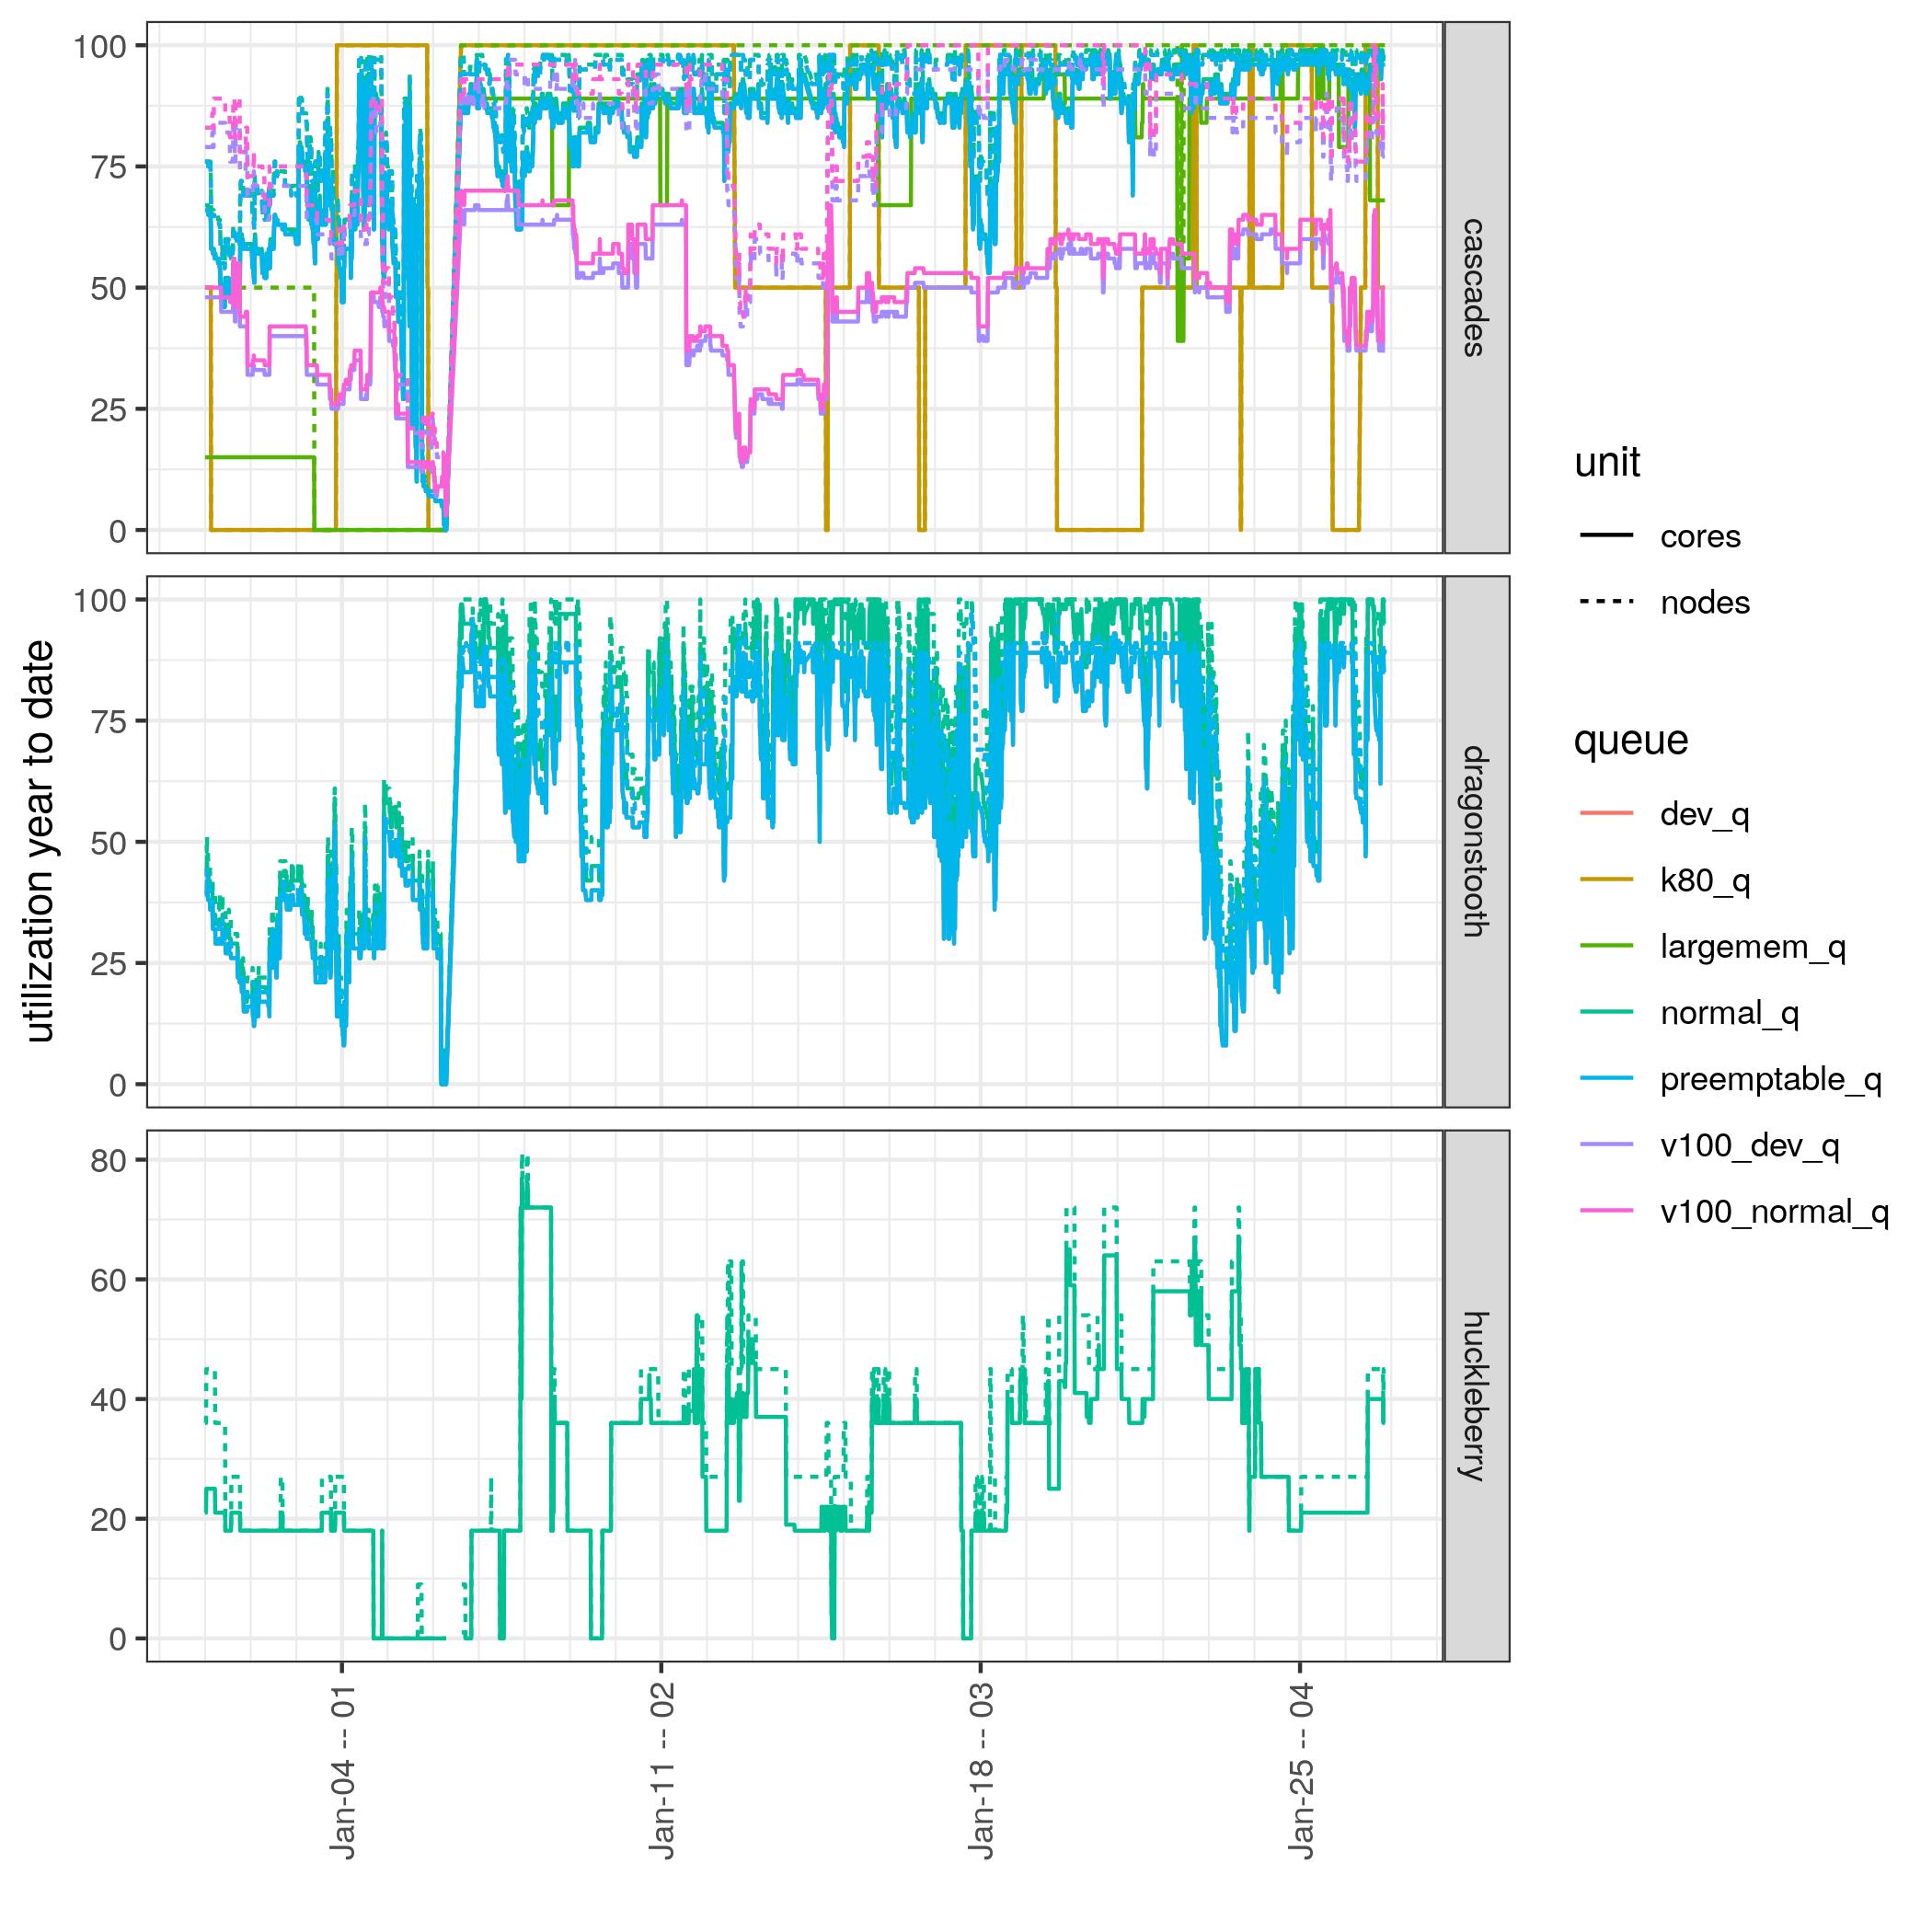 utilization year to date
100
75
50
25
0
cascades
100
75
50
25
0
dragonstooth
80
60
40
20
0
huckleberry
Jan-04 -- 01
Jan-11 -- 02
Jan-18 -- 03
Jan-25 -- 04
unit
cores
nodes
queue
dev_q
k80_q
largemem_q
normal_q
preemptable_q
v100_dev_q
v100_normal_q